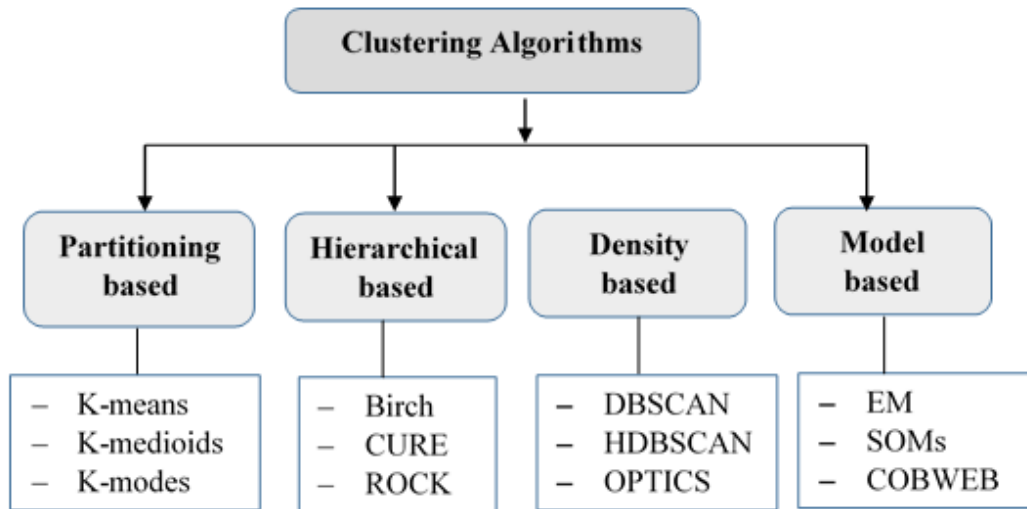 Clustering Algorithms
Partitioning
based
Hierarchical
based
Density
based
Model
based
– K-means
– K-medioids
– K-modes
– Birch
– CURE
– ROCK
– DBSCAN
– HDBSCAN
– OPTICS
– EM
– SOMs
– COBWEB